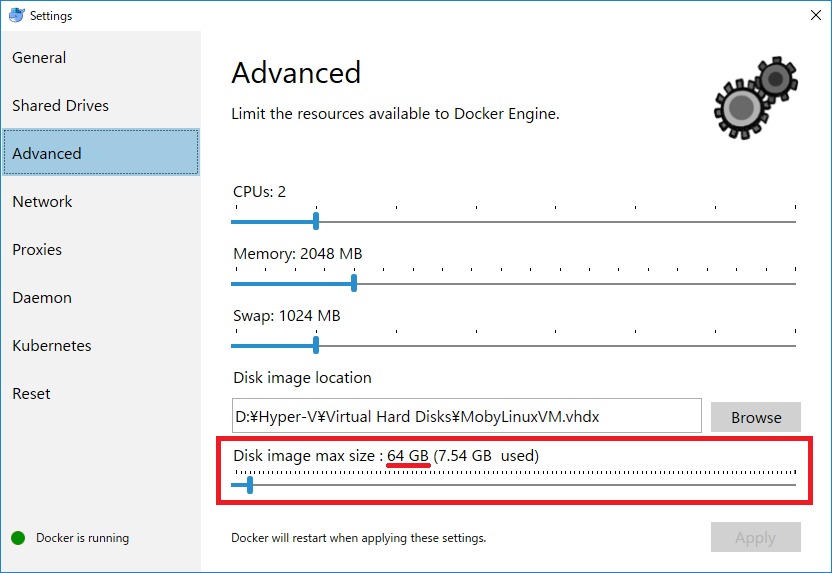 Settings
General
Shared Drives
Advanced
Network
Proxies
Daemon
Kubernetes
Reset
Docker is running
Advanced
Limit the resources available to Docker Engine.
CPUs: 2
Memory: 2048 MB
Swap: 1024 MB
Disk image location
D:¥Hyper-V¥Virtual Hard Disks¥MobyLinuxVM.vhdx
Browse
Disk image max size : 64 GB (7.54 GB  used)
Docker will restart when applying these settings.
Apply